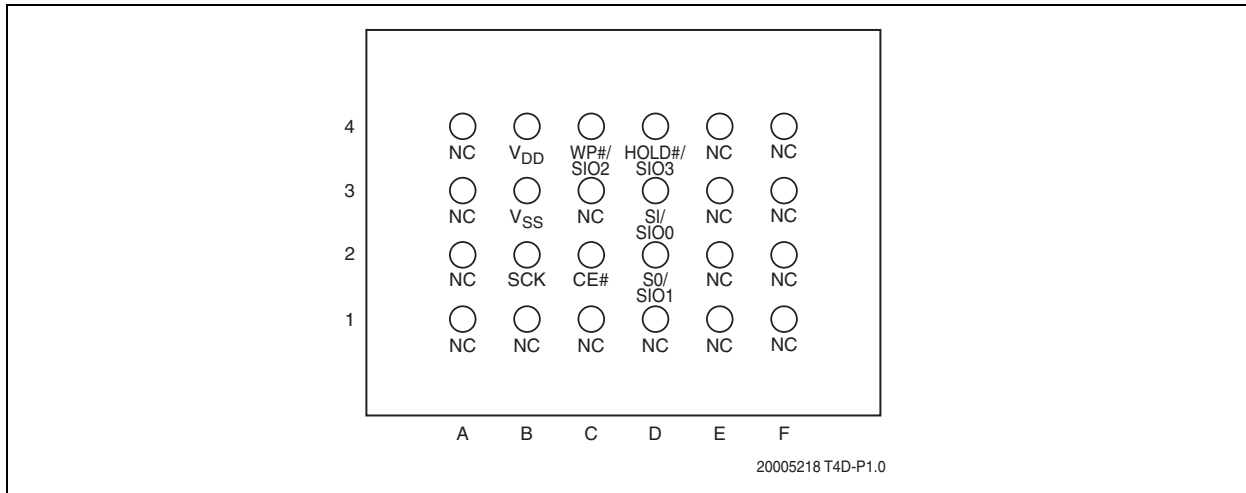 4
NC VDD WP#/ HOLD#/ NC NC
SIO2 SIO3
3
NC VSS NC SI/ NC NC
SIO0
2
NC SCK CE# S0/ NC NC
SIO1
1
NC NC NC NC NC NC
A B C D E F
20005218 T4D-P1.0